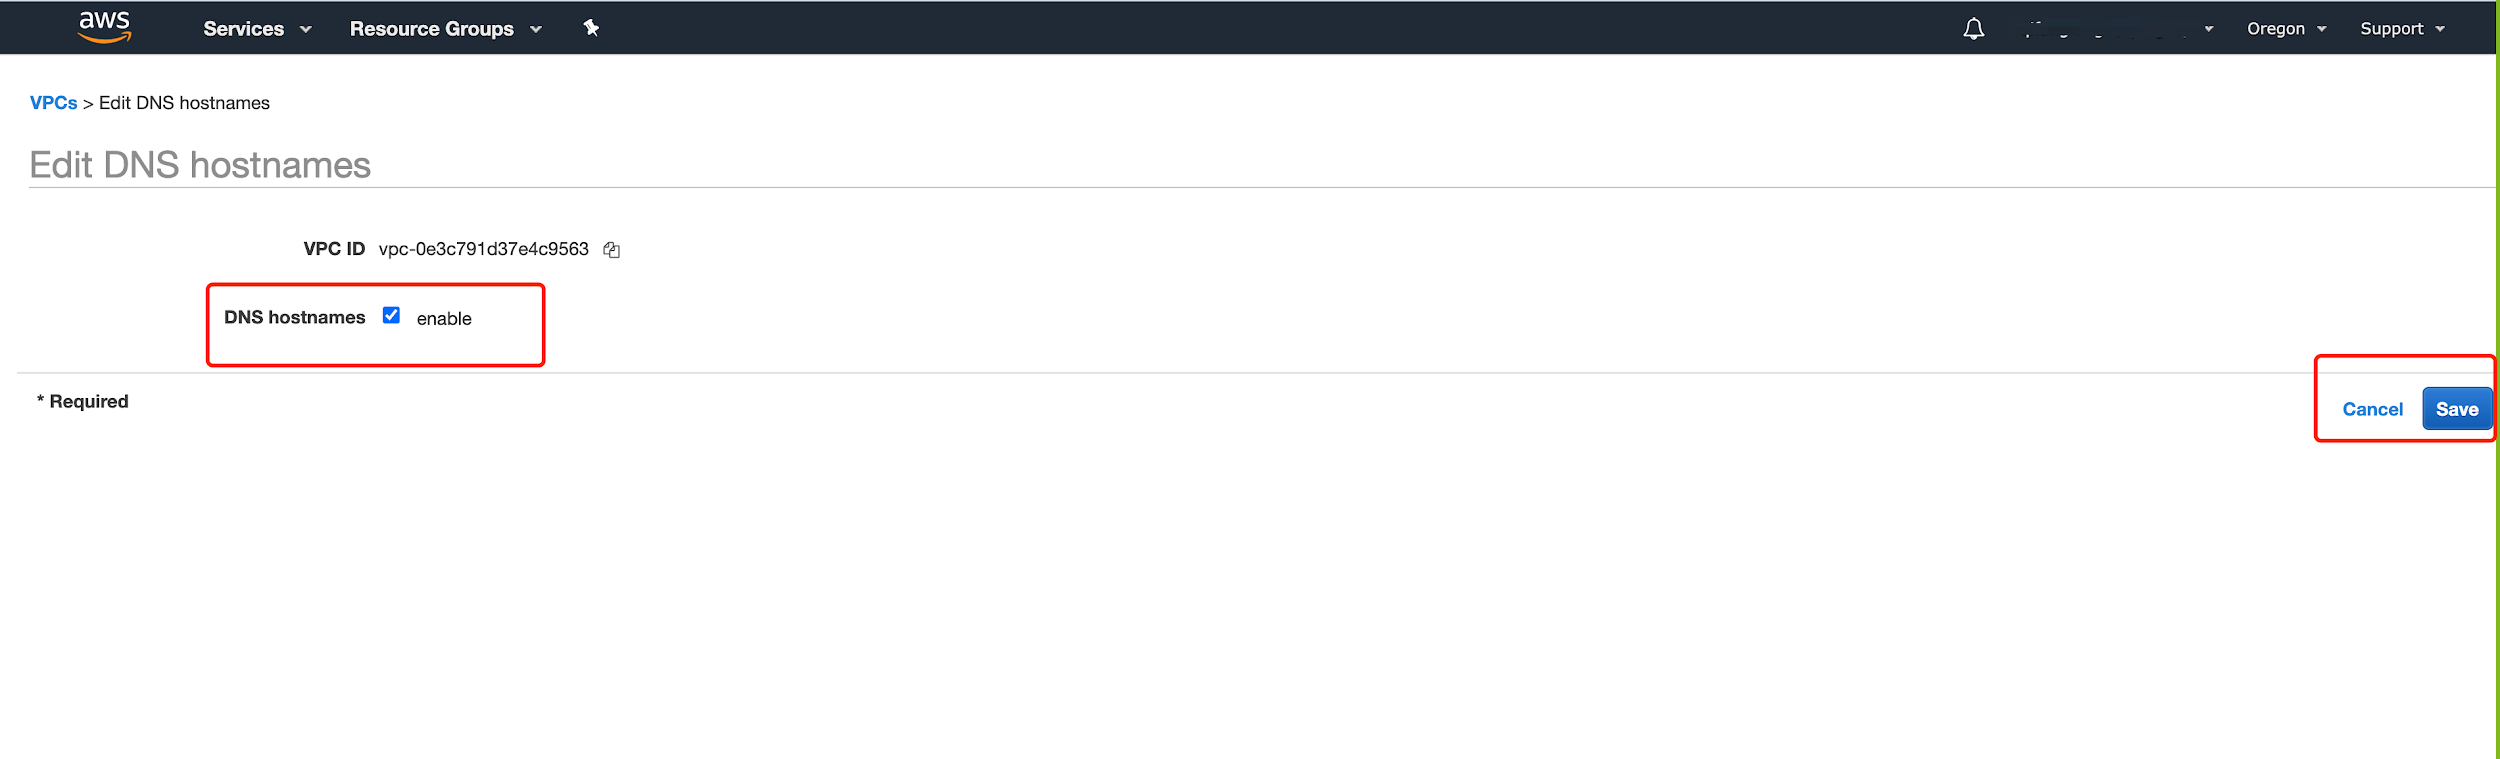 aws Services Resource Groups Oregon Support
VPCs > Edit DNS hostnames
Edit DNS hostnames
VPC ID vpc-0e3c791d37e4c9563
DNS hostnames enable
* Required
Cancel Save